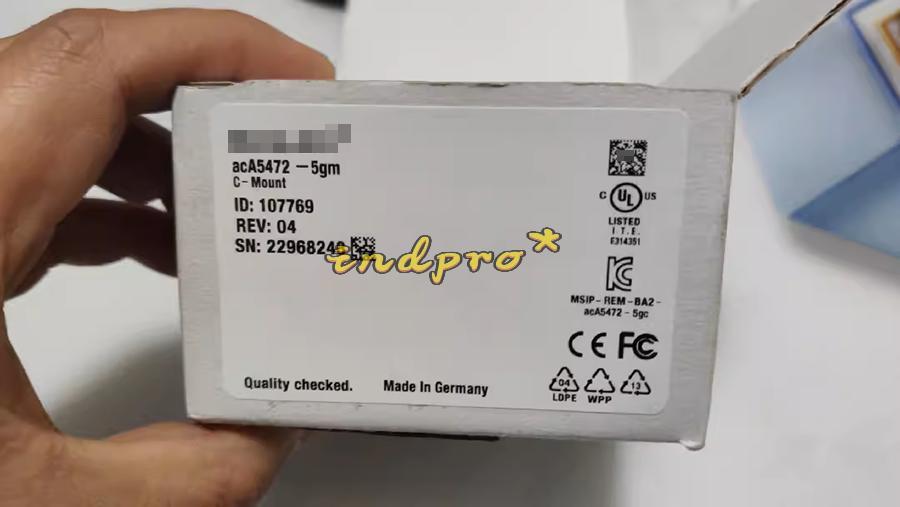 acA5472 - 5gm
C - Mount
ID: 107769
REV: 04
SN: 2296824
indpro*
Quality checked.
Made In Germany
C UL US
LISTED
I. T. E.
E314351
MSIP - REM - BA2 -
acA5472 - 5gc
CE FC
04
LDPE
WPP
13